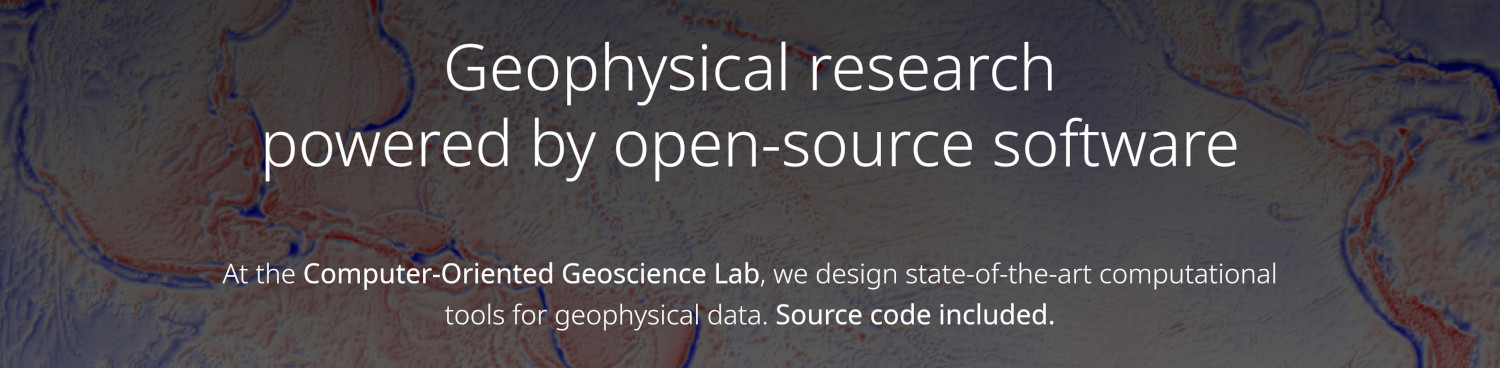 Geophysical research
powered by open-source software
At the Computer-Oriented Geoscience Lab, we design state-of-the-art computational
tools for geophysical data. Source code included.